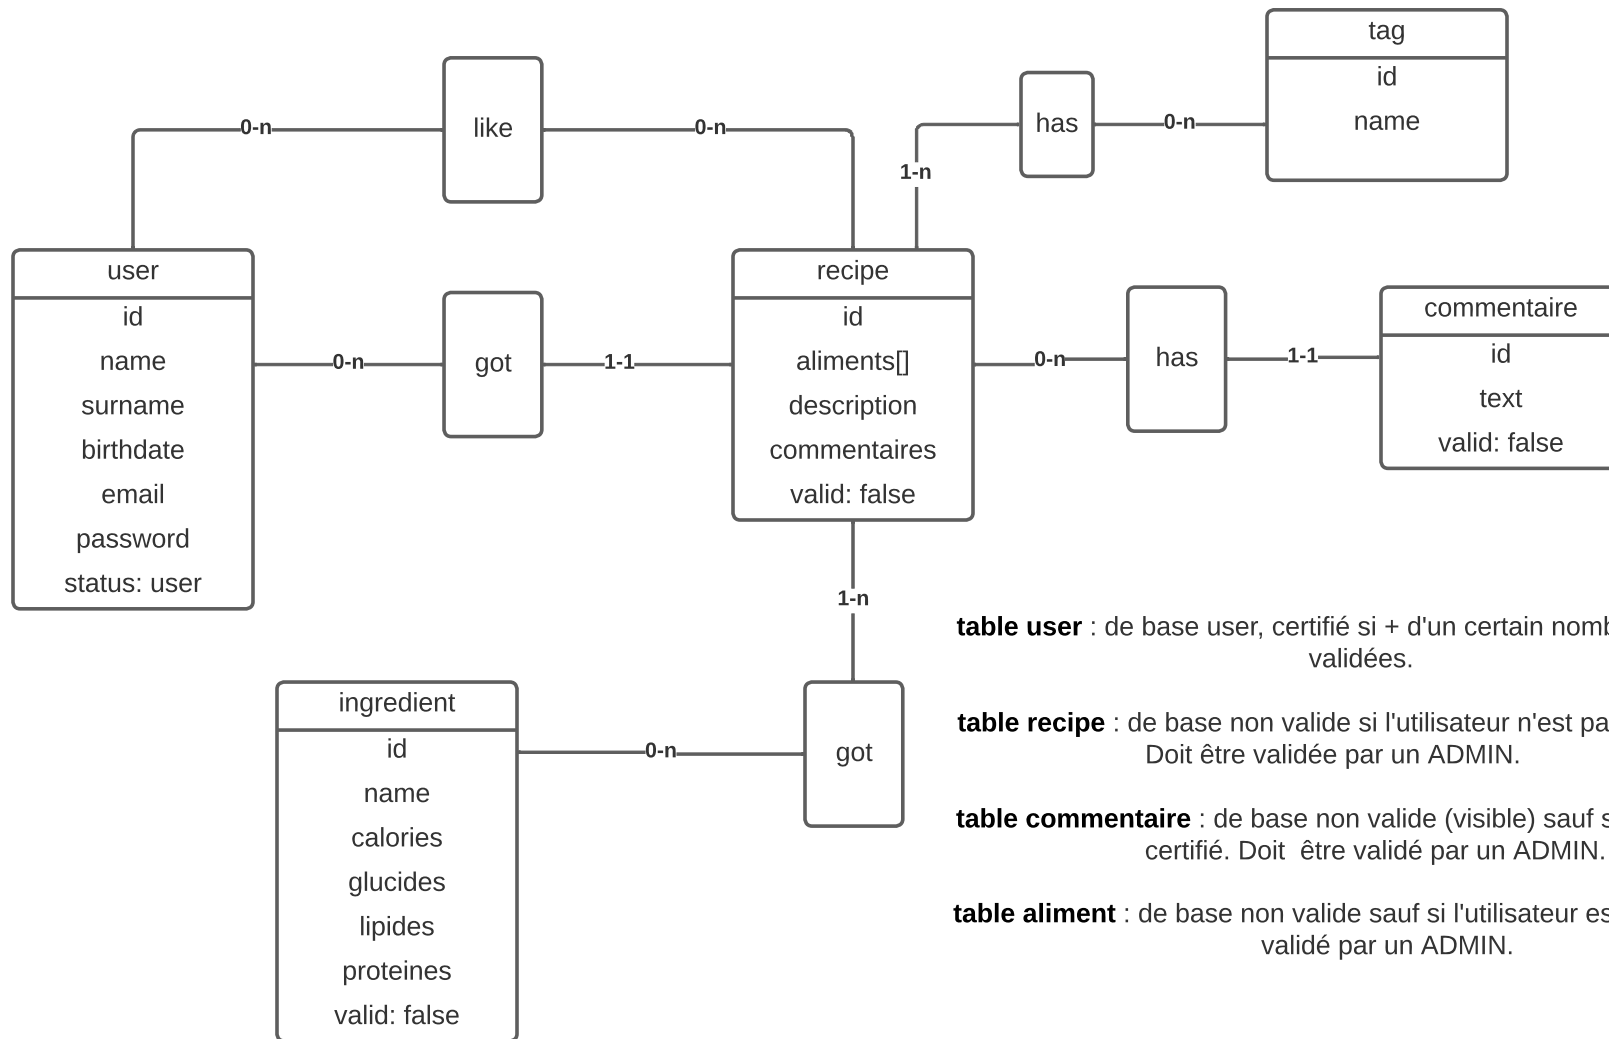 tag
id
name
like
0-n
0-n
has
0-n
1-n
user
id
name
surname
birthdate
email
password
status: user
0-n
got
1-1
recipe
id
aliments[]
description
commentaires
valid: false
0-n
has
1-1
commentaire
id
text
valid: false
1-n
got
0-n
ingredient
id
name
calories
glucides
lipides
proteines
valid: false
table user : de base user, certifié si + d'un certain
validées.
table recipe : de base non valide si l'utilisateur n'est
Doit être validée par un ADMIN.
table commentaire : de base non valide (visible) sauf
certifié. Doit être validé par un ADMIN.
table aliment : de base non valide sauf si l'utilisateur
validé par un ADMIN.